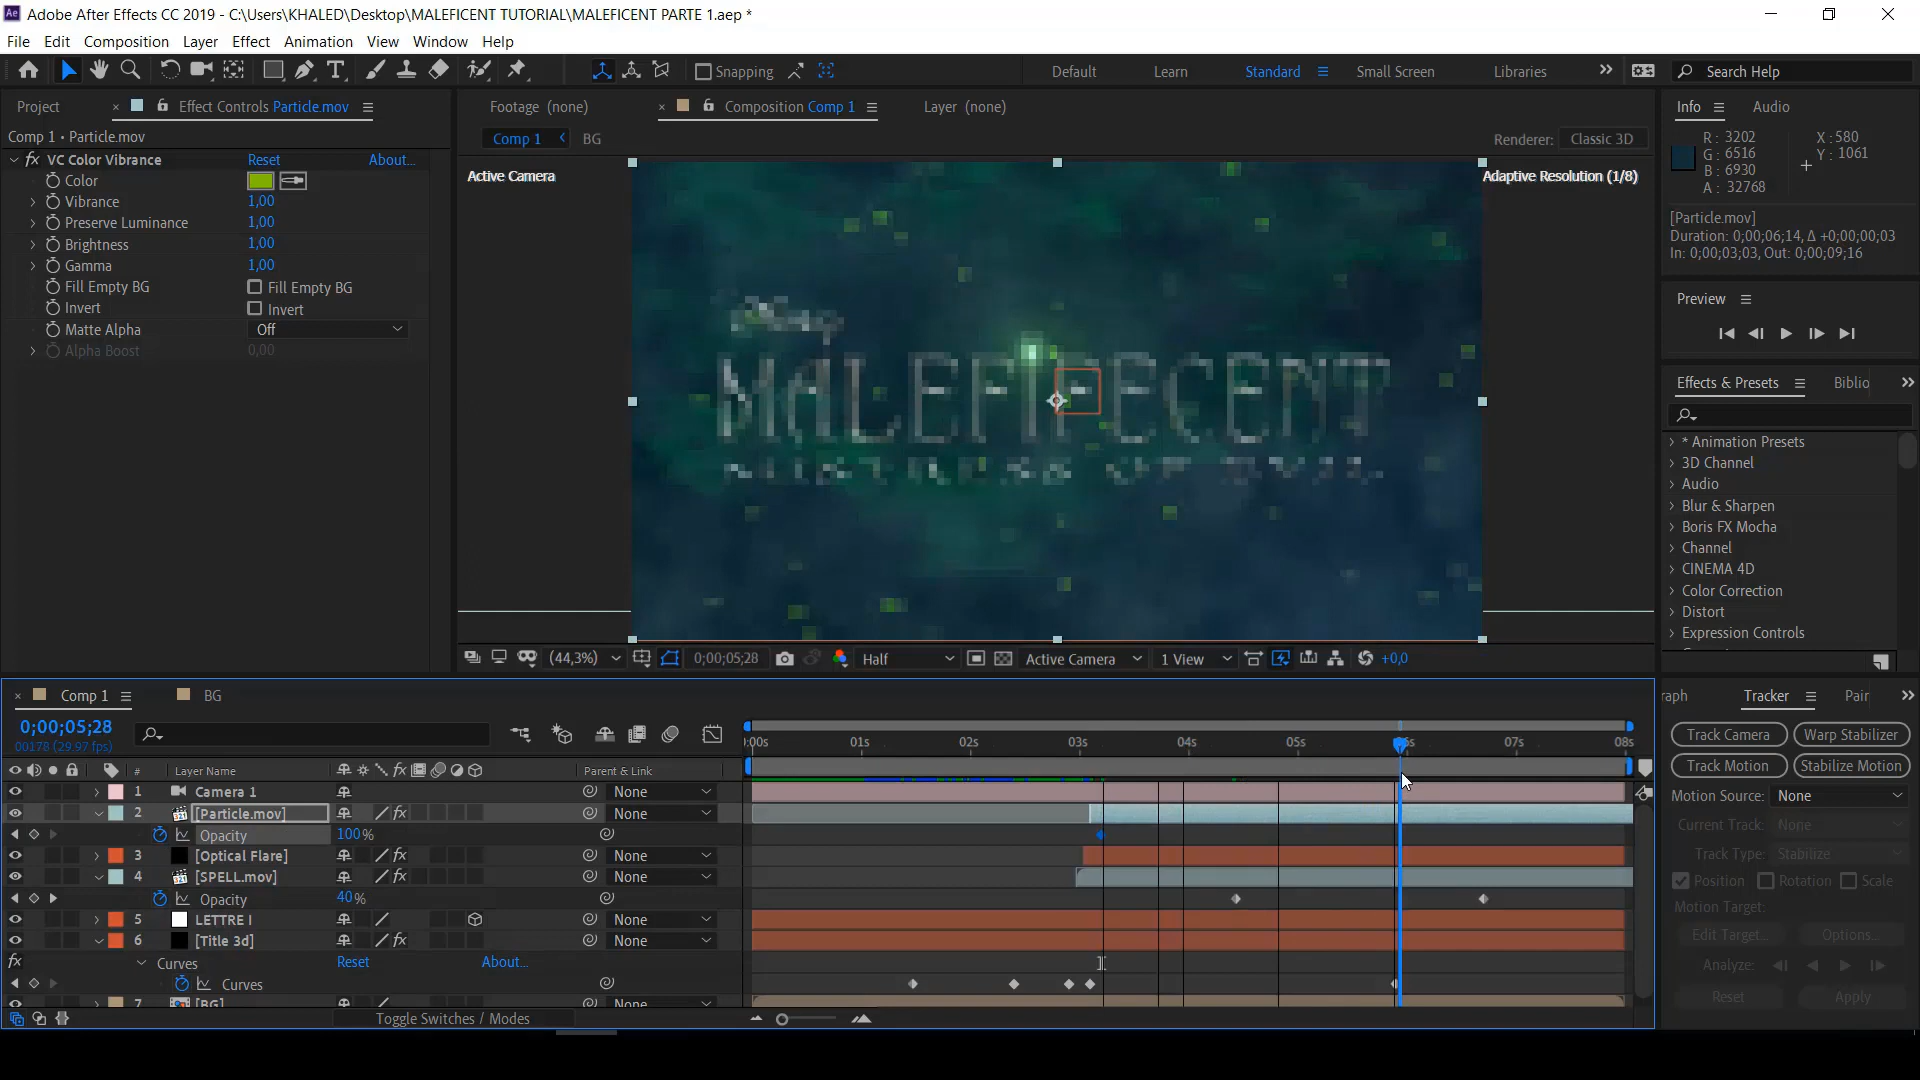 Adobe After Effects CC 2019 - C:\Users\KHALED\Desktop\MALEFICENT TUTORIAL\MALEFICENT PARTE 1.aep *
File Edit Composition Layer Effect Animation View Window Help
Snapping
Default Learn Standard Small Screen Libraries
Search Help
Project
Effect Controls Particle.mov
Footage (none)
Composition Comp 1
Layer (none)
Info
Audio
Comp 1 • Particle.mov
Comp 1
BG
Renderer: Classic 3D
R: 3202
G: 6516
B: 6930
A: 32768
X:580
Y: 1061
fx VC Color Vibrance Reset About...
Color
Vibrance 1,00
Preserve Luminance 1,00
Brightness 1,00
Gamma 1,00
Fill Empty BG Fill Empty BG
Invert Invert
Matte Alpha Off
Alpha Boost 0,00
Active Camera
Adaptive Resolution (1/8)
[Particle.mov]
Duration: 0;00;06;14, Δ +0;00;00;03
In: 0;00;03;03, Out: 0;00;09;16
Preview
Effects & Presets
Biblio
* Animation Presets
3D Channel
Audio
Blur & Sharpen
Boris FX Mocha
Channel
CINEMA 4D
Color Correction
Distort
Expression Controls
(44,3%) 0;00;05;28 Half Active Camera 1 View +0,0
Comp 1
BG
0;00;05;28
00178 (29.97 fps)
:00s 01s 02s 03s 04s 05s 07s 08s
# Layer Name Parent & Link
1 Camera 1 None
2 [Particle.mov] None
Opacity 100%
3 [Optical Flare] None
4 [SPELL.mov] None
Opacity 40%
5 LETTRE I None
6 [Title 3d] None
fx Curves Reset About...
Curves
7 [BG] None
Toggle Switches / Modes
raph
Tracker
Pair
Track Camera
Warp Stabilizer
Track Motion
Stabilize Motion
Motion Source: None
Current Track: None
Track Type: Stabilize
Position Rotation Scale
Motion Target:
Edit Target...
Options...
Analyze:
Reset
Apply